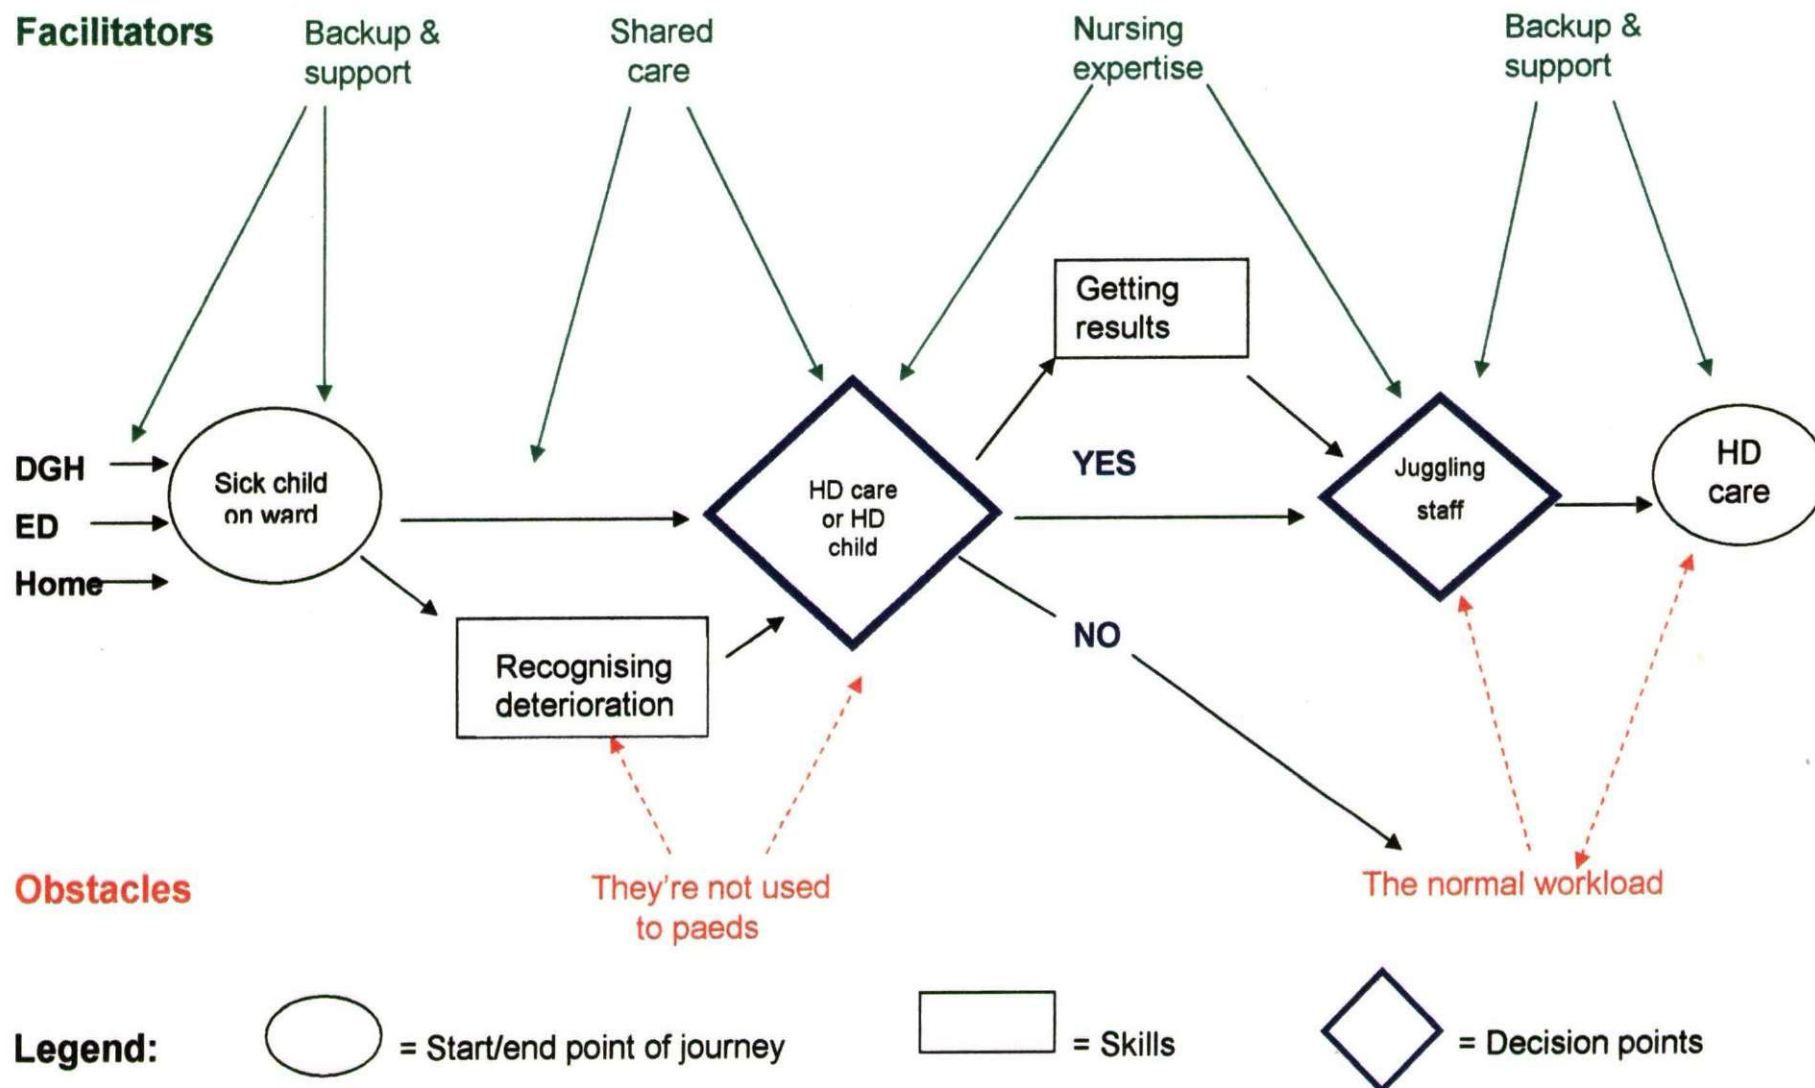 Facilitators
Backup &
support
Shared
care
Nursing
expertise
Backup &
support
Getting
results
DGH
ED
Home
Sick child
on ward
HD care
or HD
child
YES
NO
Juggling
staff
HD
care
Recognising
deterioration
Obstacles
They're not used
to paeds
The normal workload
Legend:
= Start/end point of journey
= Skills
= Decision points